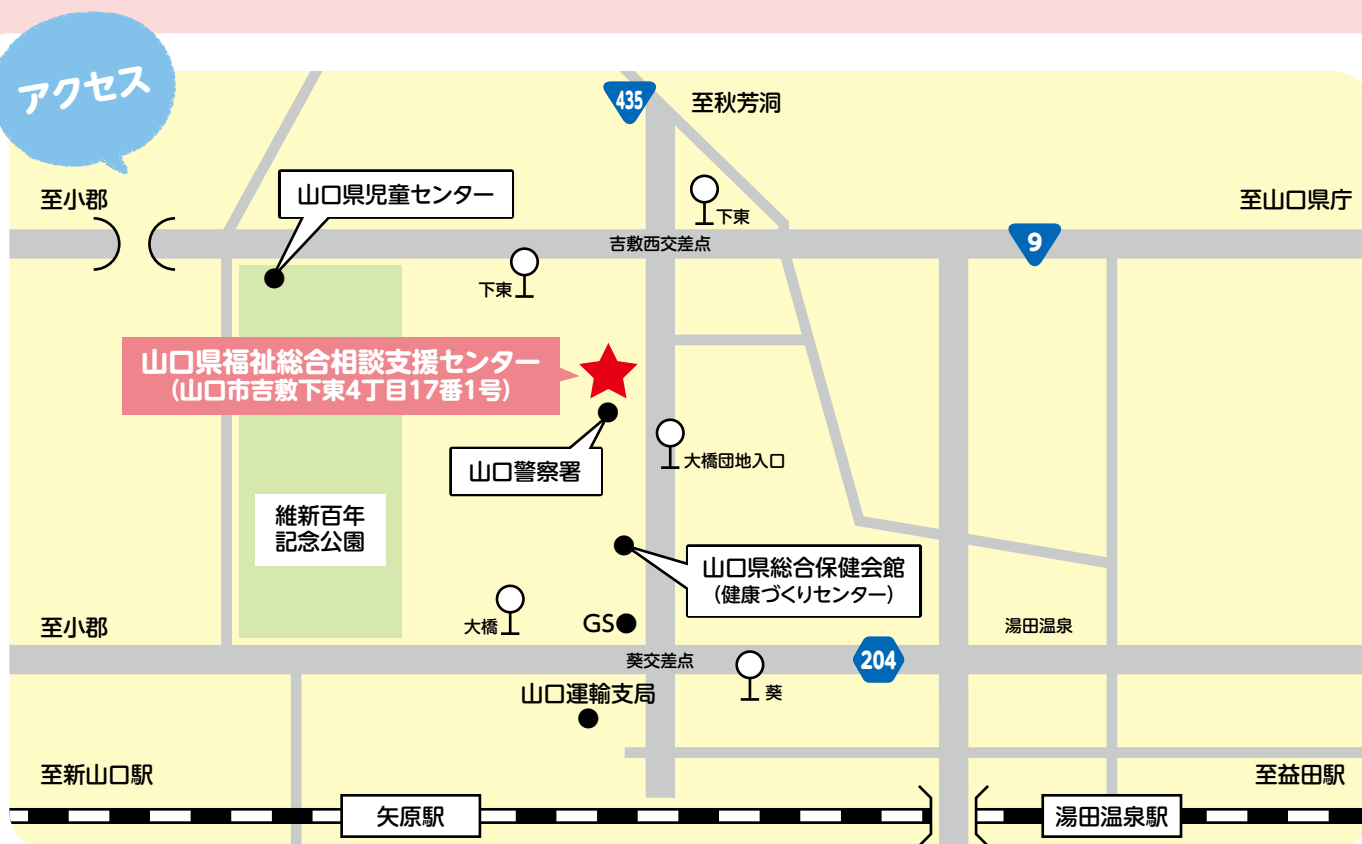 アクセス
435
至秋芳洞
至小郡
山口県児童センター
下東
至山口県庁
吉敷西交差点
9
下東
山口県福祉総合相談支援センター
(山口市吉敷下東4丁目17番1号)
山口警察署
大橋団地入口
維新百年
記念公園
山口県総合保健会館
(健康づくりセンター)
至小郡
大橋
GS
湯田温泉
葵交差点
204
山口運輸支局
葵
至新山口駅
至益田駅
矢原駅
湯田温泉駅